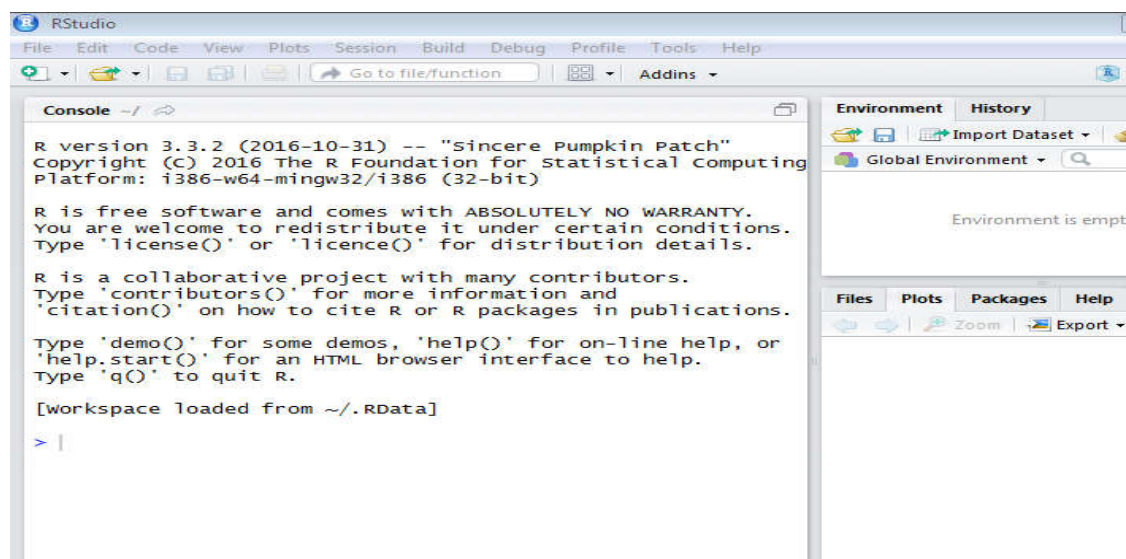 RStudio
File Edit Code View Plots Session Build Debug Profile Tools Help
Go to file/function Addins
Console ~/
R version 3.3.2 (2016-10-31) -- "Sincere Pumpkin Patch"
Copyright (C) 2016 The R Foundation for Statistical Computing
Platform: i386-w64-mingw32/i386 (32-bit)
R is free software and comes with ABSOLUTELY NO WARRANTY.
You are welcome to redistribute it under certain conditions.
Type 'license()' or 'licence()' for distribution details.
R is a collaborative project with many contributors.
Type 'contributors()' for more information and
'citation()' on how to cite R or R packages in publications.
Type 'demo()' for some demos, 'help()' for on-line help, or
'help.start()' for an HTML browser interface to help.
Type 'q()' to quit R.
[Workspace loaded from ~/.RData]
>
Environment History
Import Dataset
Global Environment
Environment is empt
Files Plots Packages Help
Zoom Export